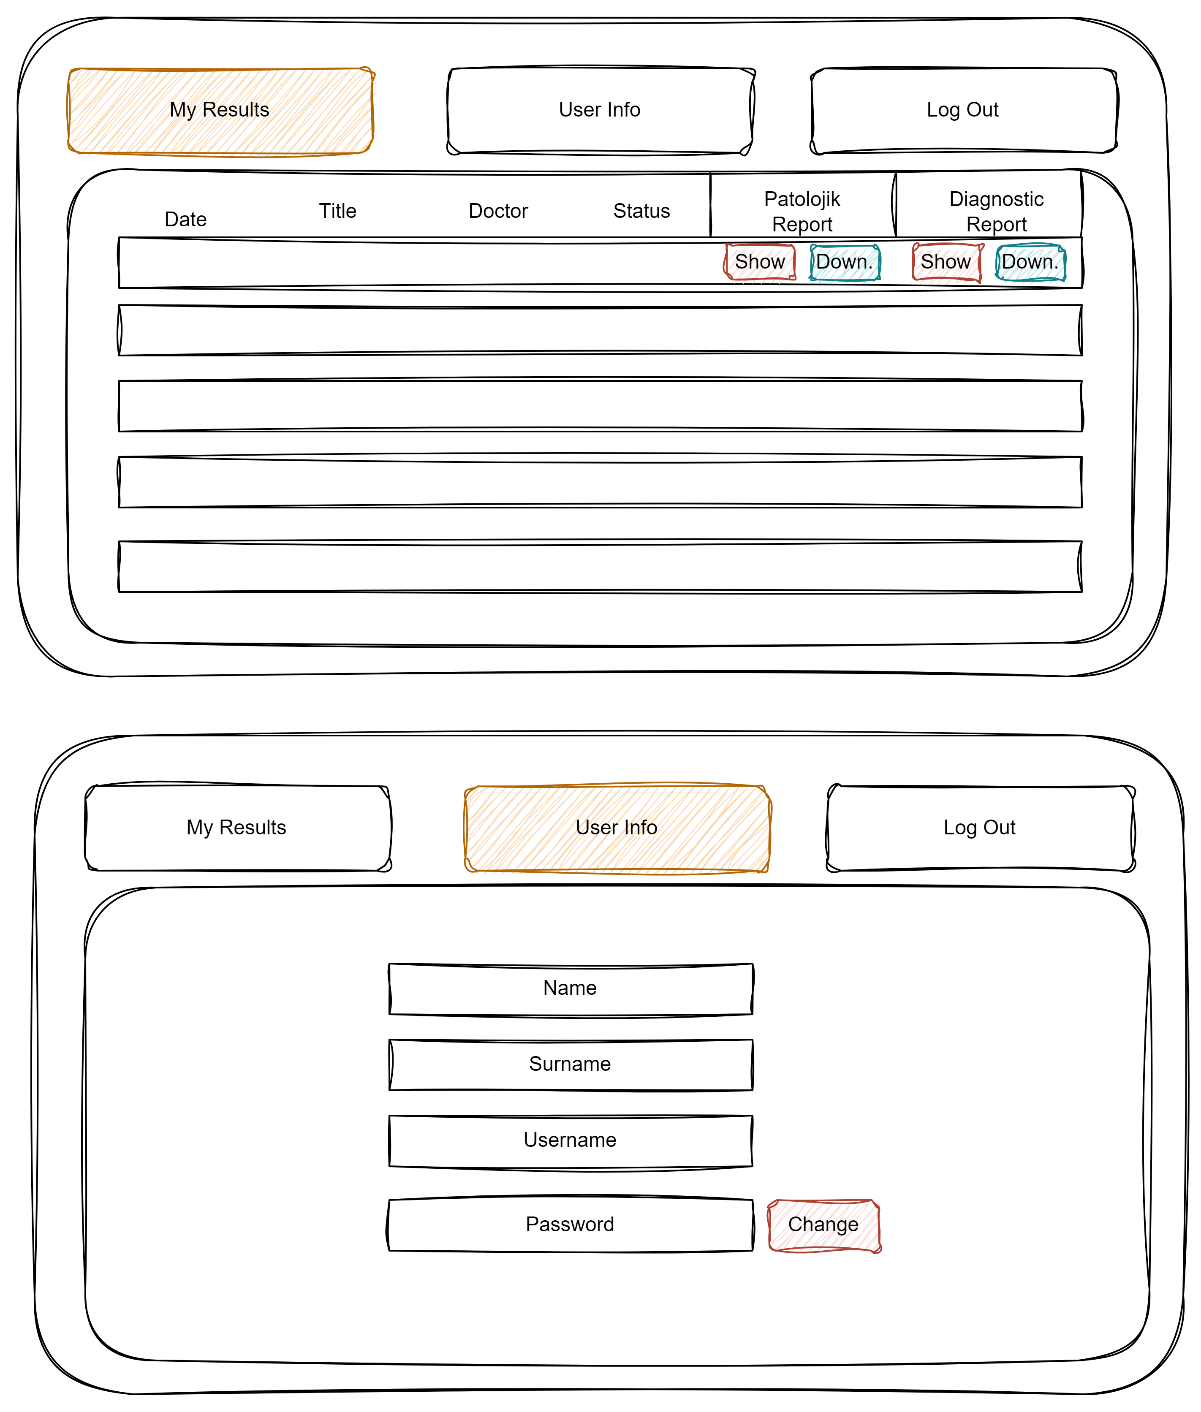 My Results
User Info
Log Out
Date
Title
Doctor
Status
Patolojik
Report
Diagnostic
Report
Show
Down.
Show
Down.
My Results
User Info
Log Out
Name
Surname
Username
Password
Change